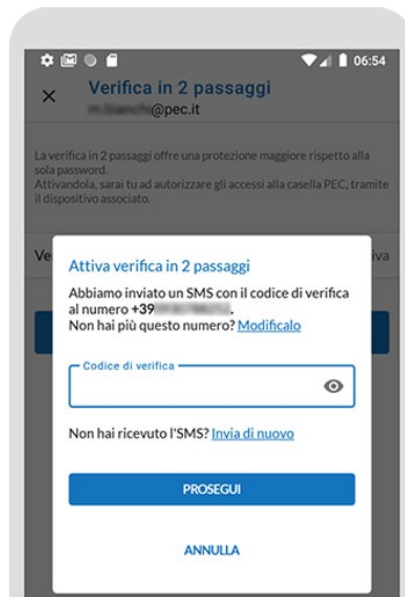 06:54
Verifica in 2 passaggi
@pec.it
La verifica in 2 passaggi offre una protezione maggiore rispetto alla
sola password.
Attivandola, sarai tu ad autorizzare gli accessi alla casella PEC, tramite
il dispositivo associato.
Ve iva
Attiva verifica in 2 passaggi
Abbiamo inviato un SMS con il codice di verifica
al numero +39
Non hai più questo numero? Modificalo
Codice di verifica
Non hai ricevuto l'SMS? Invia di nuovo
PROSEGUI
ANNULLA